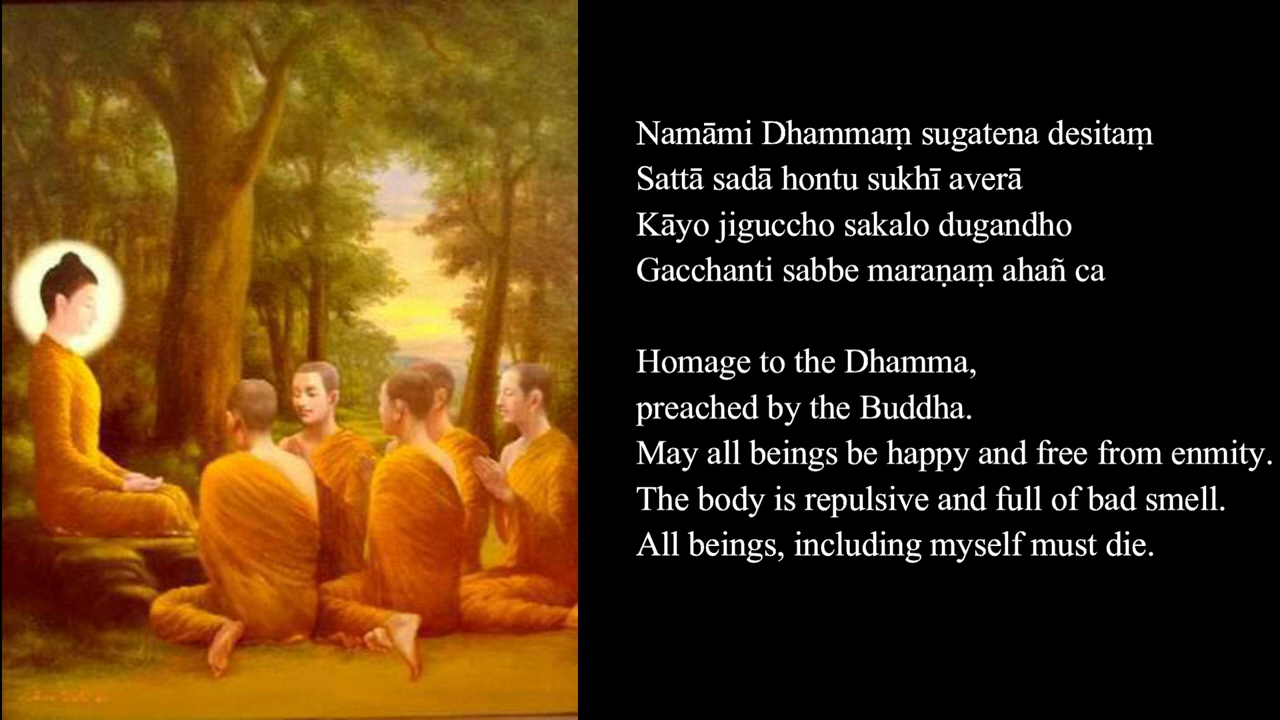 Namāmi Dhammaṃ sugatena desitaṃ
Sattā sadā hontu sukhī averā
Kāyo jiguccho sakalo dugandho
Gacchanti sabbe maraṇaṃ ahañ ca
Homage to the Dhamma,
preached by the Buddha.
May all beings be happy and free from enmity.
The body is repulsive and full of bad smell.
All beings, including myself must die.